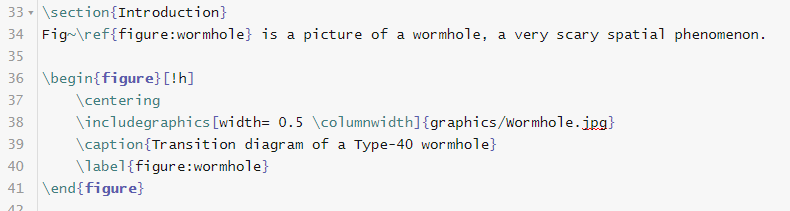 33 \section{Introduction}
34 Fig~\ref{figure:wormhole} is a picture of a wormhole, a very scary spatial phenomenon.
35
36 \begin{figure}[!h]
37     \centering
38     \includegraphics[width= 0.5 \columnwidth]{graphics/Wormhole.jpg}
39     \caption{Transition diagram of a Type-40 wormhole}
40     \label{figure:wormhole}
41 \end{figure}
42